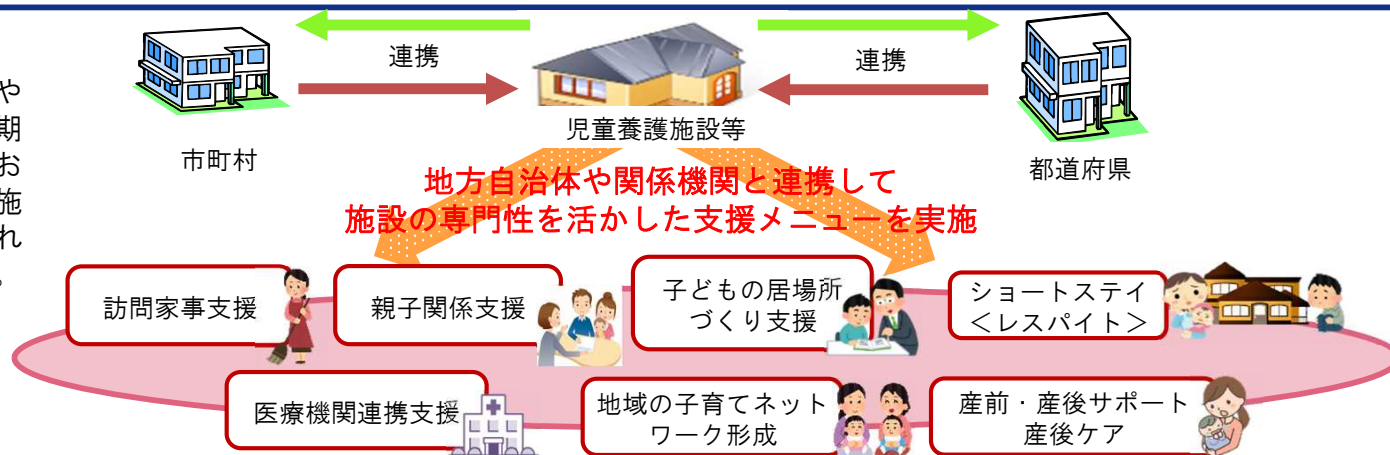 連携
連携
や
期
お
施
れ
。
市町村
児童養護施設等
都道府県
地方自治体や関係機関と連携して
施設の専門性を活かした支援メニューを実施
訪問家事支援
親子関係支援
子どもの居場所
づくり支援
ショートステイ
<レスパイト>
医療機関連携支援
地域の子育てネット
ワーク形成
産前・産後サポート
産後ケア